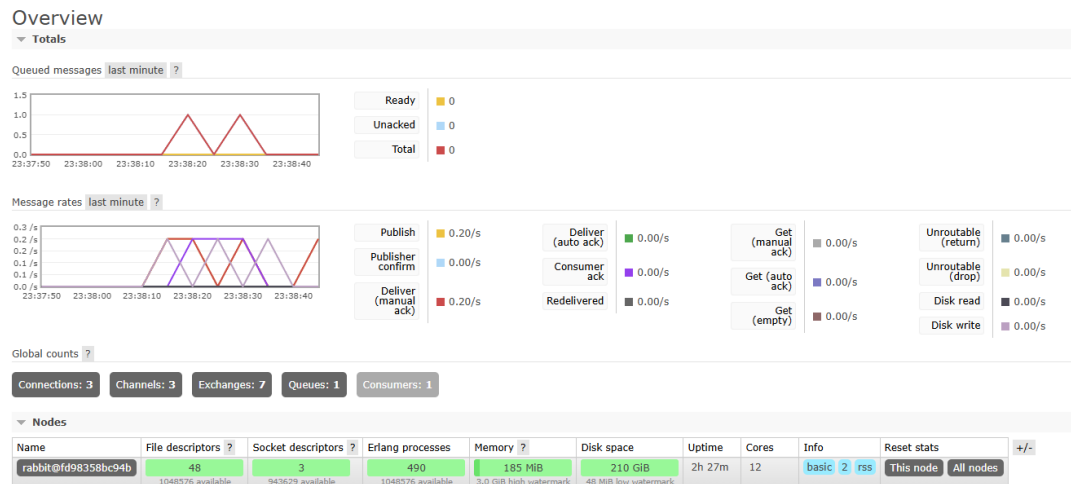 Overview
Totals
Queued messages last minute ?
1.5
1.0
0.5
0.0
23:37:50 23:38:00 23:38:10 23:38:20 23:38:30 23:38:40
Ready 0
Unacked 0
Total 0
Message rates last minute ?
0.3 /s
0.2 /s
0.2 /s
0.1 /s
0.1 /s
0.0 /s
23:37:50 23:38:00 23:38:10 23:38:20 23:38:30 23:38:40
Publish 0.20/s
Publisher
confirm 0.00/s
Deliver
(manual
ack) 0.20/s
Deliver
(auto ack) 0.00/s
Consumer
ack 0.00/s
Redelivered 0.00/s
Get
(manual
ack) 0.00/s
Get (auto
ack) 0.00/s
Get
(empty) 0.00/s
Unroutable
(return) 0.00/s
Unroutable
(drop) 0.00/s
Disk read 0.00/s
Disk write 0.00/s
Global counts ?
Connections: 3 Channels: 3 Exchanges: 7 Queues: 1 Consumers: 1
Nodes
Name File descriptors ? Socket descriptors ? Erlang processes Memory ? Disk space Uptime Cores Info Reset stats +/-
rabbit@fd98358bc94b 48 3 490 185 MiB 210 GiB 2h 27m 12 basic 2 rss This node All nodes
1048576 available 943629 available 1048576 available 3.0 GiB high watermark 48 MiB low watermark